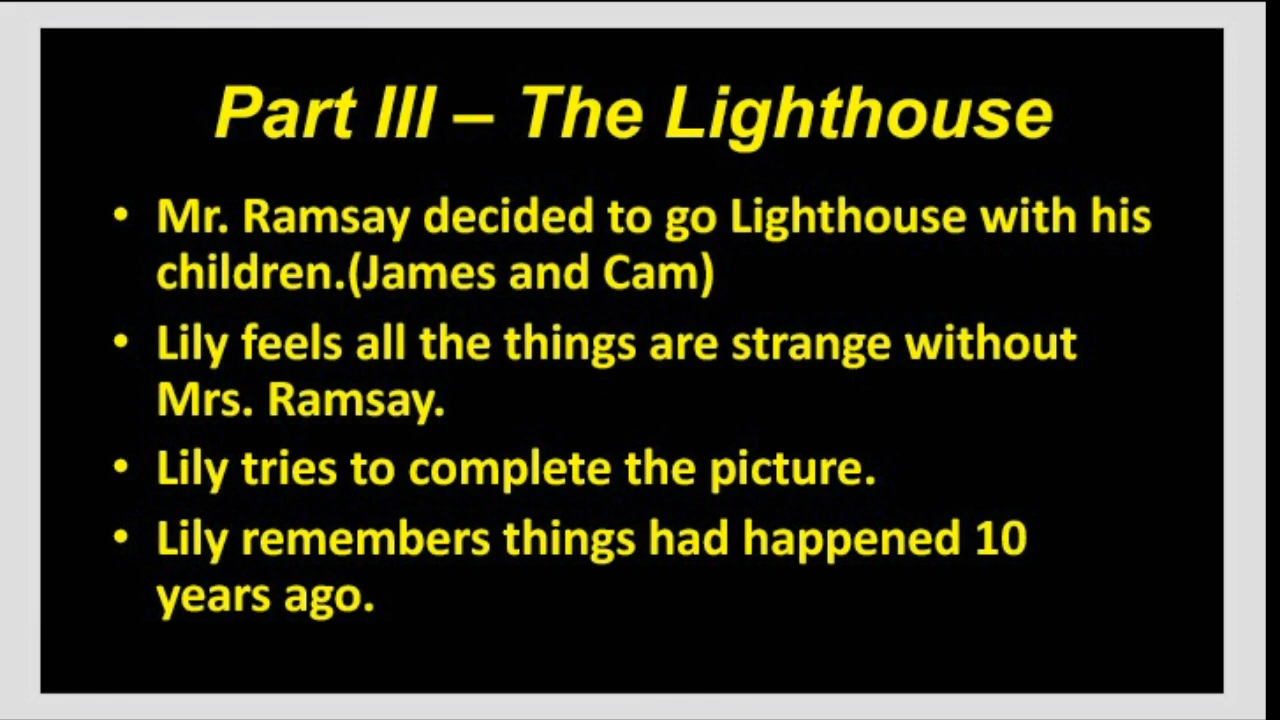 Part III – The Lighthouse
• Mr. Ramsay decided to go Lighthouse with his
children.(James and Cam)
• Lily feels all the things are strange without
Mrs. Ramsay.
• Lily tries to complete the picture.
• Lily remembers things had happened 10
years ago.